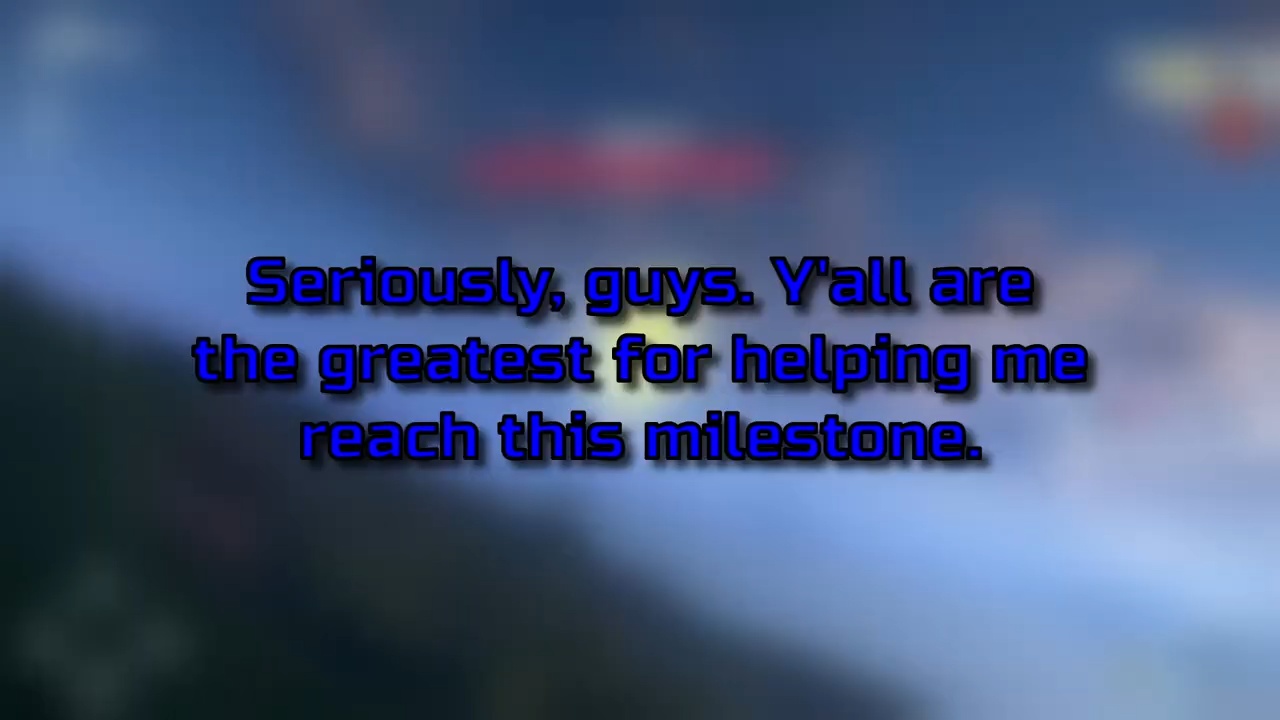 Seriously, guys. Y'all are
the greatest for helping me
reach this milestone.